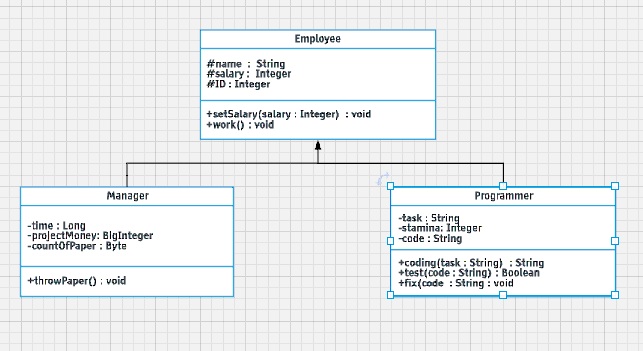 Employee
#name : String
#salary : Integer
#ID : Integer
+setSalary(salary : Integer) : void
+work() : void
Manager
-time : Long
-projectMoney: BigInteger
-countOfPaper : Byte
+throwPaper() : void
Programmer
-task : String
-stamina: Integer
-code : String
+coding(task : String) : String
+test(code : String) : Boolean
+fix(code : String : void